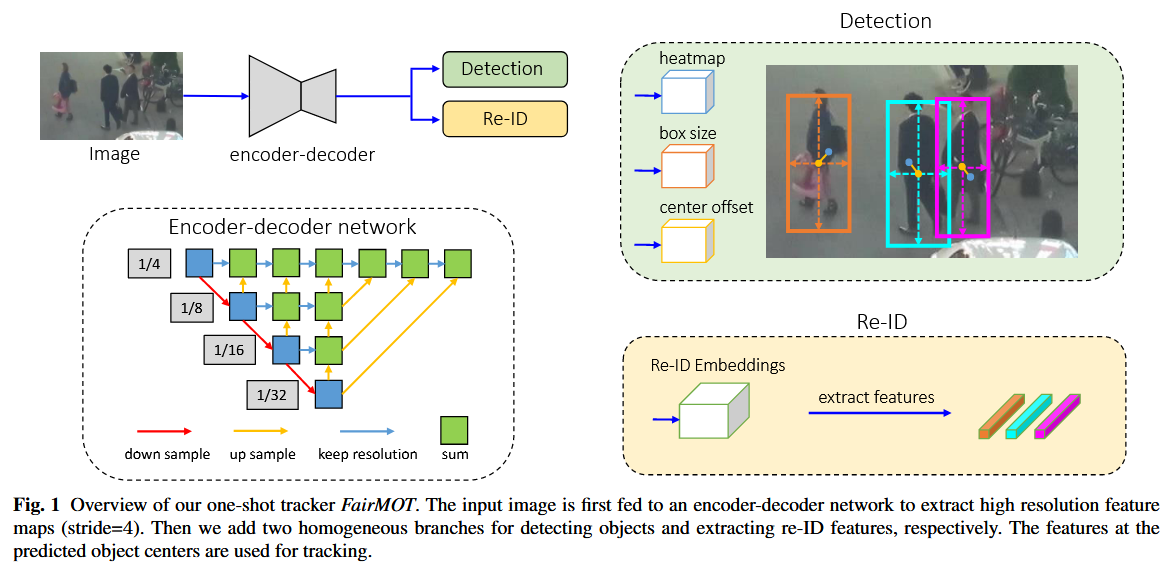 Image
encoder-decoder
Detection
Re-ID
Encoder-decoder network
1/4
1/8
1/16
1/32
down sample
up sample
keep resolution
sum
Detection
heatmap
box size
center offset
Re-ID
Re-ID Embeddings
extract features
Fig. 1 Overview of our one-shot tracker FairMOT. The input image is first fed to an encoder-decoder network to extract high resolution feature
maps (stride=4). Then we add two homogeneous branches for detecting objects and extracting re-ID features, respectively. The features at the
predicted object centers are used for tracking.